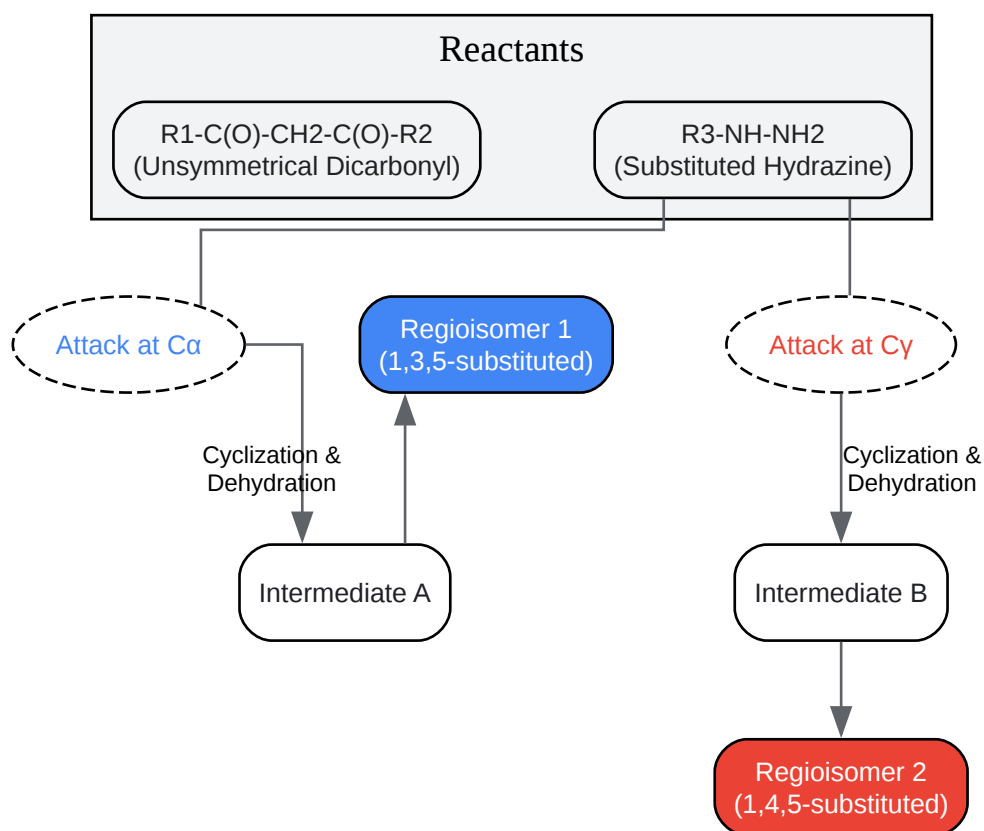 Reactants
R1-C(O)-CH2-C(O)-R2
(Unsymmetrical Dicarbonyl)
R3-NH-NH2
(Substituted Hydrazine)
Attack at Cα
Regioisomer 1
(1,3,5-substituted)
Attack at Cγ
Cyclization &
Dehydration
Cyclization &
Dehydration
Intermediate A
Intermediate B
Regioisomer 2
(1,4,5-substituted)